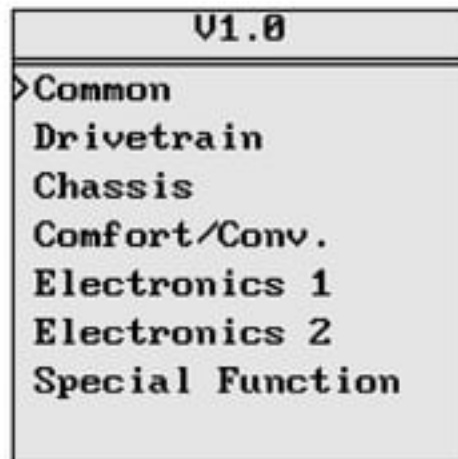 V1.0
>Common
Drivetrain
Chassis
Comfort/Conv.
Electronics 1
Electronics 2
Special Function